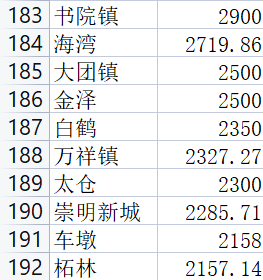 183 书院镇 2900
184 海湾 2719.86
185 大团镇 2500
186 金泽 2500
187 白鹤 2350
188 万祥镇 2327.27
189 太仓 2300
190 崇明新城 2285.71
191 车墩 2158
192 柘林 2157.14